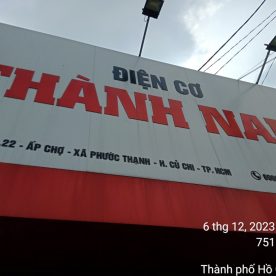 ĐIỆN CƠ
THÀNH NA
.22 - ẤP CHỢ - XÃ PHƯỚC THẠNH - H. CỦ CHI - TP. HCM
6 thg 12, 2023
751
Thành phố Hồ